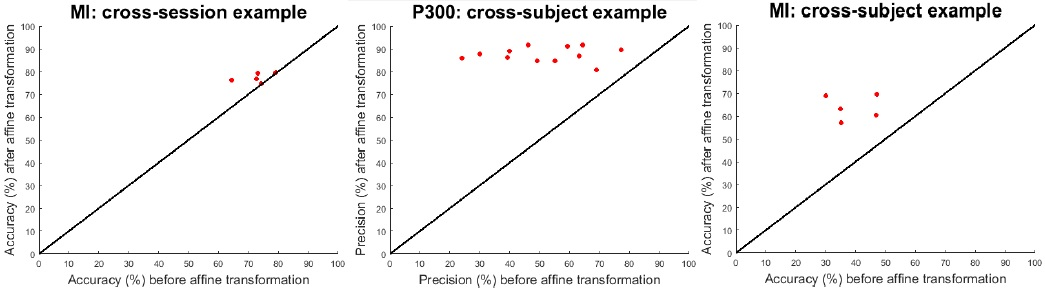 MI: cross-session example
Accuracy (%) after affine transformation
100
90
80
70
60
50
40
30
20
10
0
0 10 20 30 40 50 60 70 80 90 100
Accuracy (%) before affine transformation
P300: cross-subject example
Precision (%) after affine transformation
100
90
80
70
60
50
40
30
20
10
0
0 10 20 30 40 50 60 70 80 90 100
Precision (%) before affine transformation
MI: cross-subject example
Accuracy (%) after affine transformation
100
90
80
70
60
50
40
30
20
10
0
0 10 20 30 40 50 60 70 80 90 100
Accuracy (%) before affine transformation